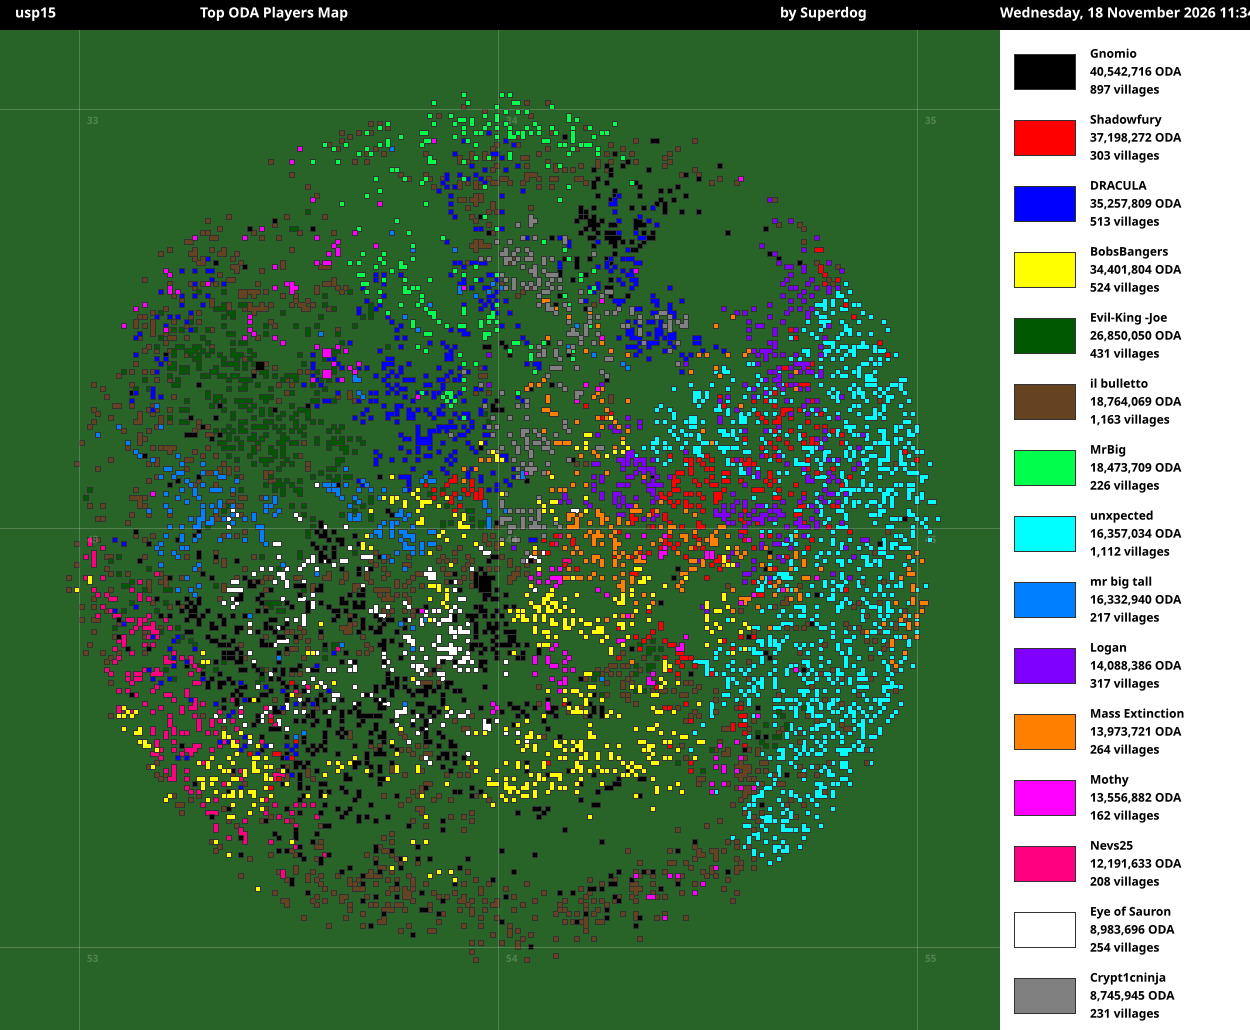 usp15 Top ODA Players Map by Superdog Wednesday, 18 November 2026 11:34
Gnomio
40,542,716 ODA
897 villages
Shadowfury
37,198,272 ODA
303 villages
DRACULA
35,257,809 ODA
513 villages
BobsBangers
34,401,804 ODA
524 villages
Evil-King -Joe
26,850,050 ODA
431 villages
il bulletto
18,764,069 ODA
1,163 villages
MrBig
18,473,709 ODA
226 villages
unxpected
16,357,034 ODA
1,112 villages
mr big tall
16,332,940 ODA
217 villages
Logan
14,088,386 ODA
317 villages
Mass Extinction
13,973,721 ODA
264 villages
Mothy
13,556,882 ODA
162 villages
Nevs25
12,191,633 ODA
208 villages
Eye of Sauron
8,983,696 ODA
254 villages
Crypt1cninja
8,745,945 ODA
231 villages
33 34 35
53 54 55